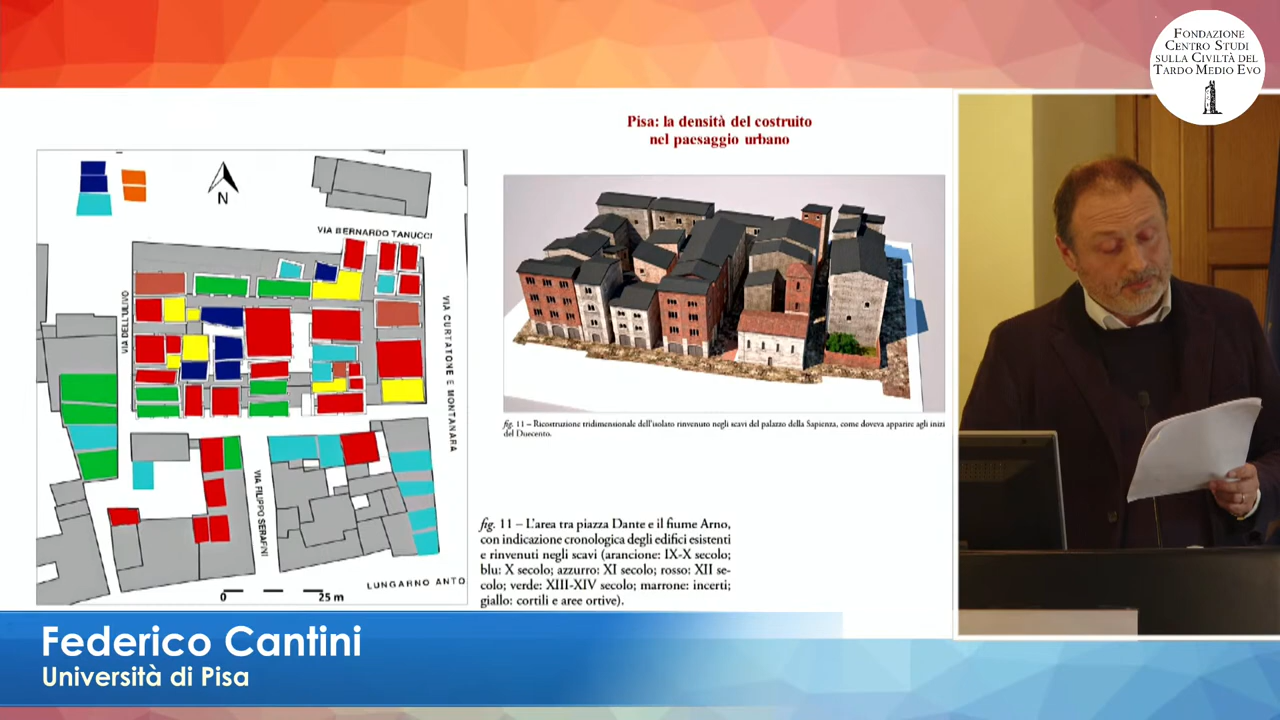 FONDAZIONE
CENTRO STUDI
SULLA CIVILTÀ DEL
TARDO MEDIO EVO
Pisa: la densità del costruito
nel paesaggio urbano
N
VIA BERNARDO TANUCCI
VIA DELL'ULIVO
VIA CURTATONE E MONTANARA
VIA FILIPPO SERAFINI
LUNGARNO ANTO
0 25 m
fig. 11 – Ricostruzione tridimensionale dell'isolato rinvenuto negli scavi del palazzo della Sapienza, come doveva apparire agli inizi
del Duecento.
fig. 11 – L'area tra piazza Dante e il fiume Arno,
con indicazione cronologica degli edifici esistenti
e rinvenuti negli scavi (arancione: IX-X secolo;
blu: X secolo; azzurro: XI secolo; rosso: XII se-
colo; verde: XIII-XIV secolo; marrone: incerti;
giallo: cortili e aree ortive).
Federico Cantini
Università di Pisa